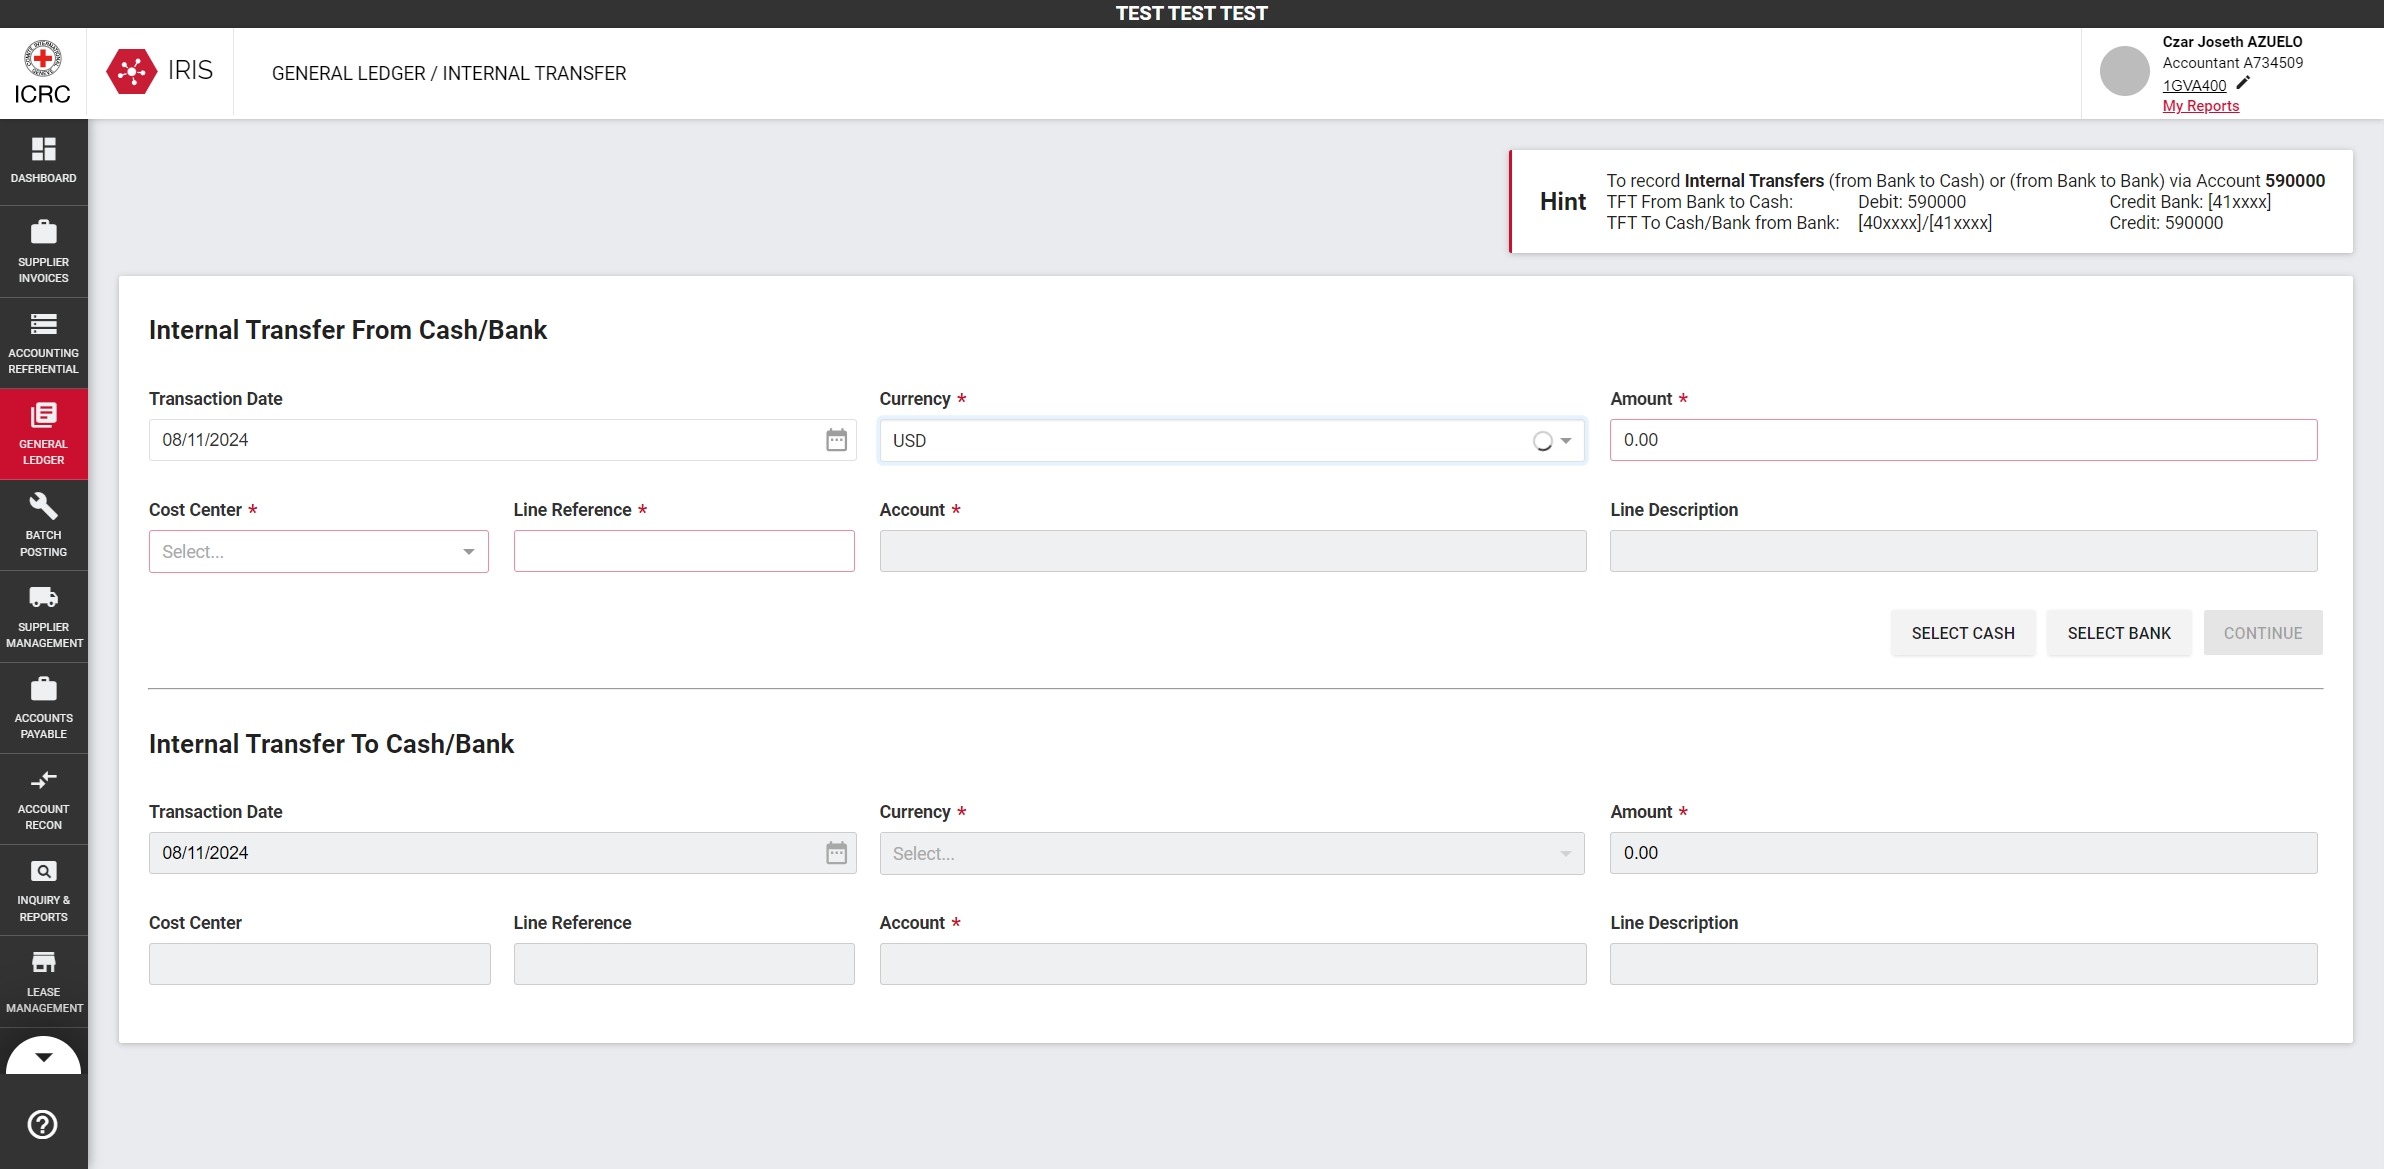 TEST TEST TEST
ICRC
IRIS
GENERAL LEDGER / INTERNAL TRANSFER
Czar Joseth AZUELO
Accountant A734509
1GVA400
My Reports
DASHBOARD
SUPPLIER
INVOICES
ACCOUNTING
REFERENTIAL
GENERAL
LEDGER
BATCH
POSTING
SUPPLIER
MANAGEMENT
ACCOUNTS
PAYABLE
ACCOUNT
RECON
INQUIRY &
REPORTS
LEASE
MANAGEMENT
Hint
To record Internal Transfers (from Bank to Cash) or (from Bank to Bank) via Account 590000
TFT From Bank to Cash: Debit: 590000 Credit Bank: [41xxxx]
TFT To Cash/Bank from Bank: [40xxxx]/[41xxxx] Credit: 590000
Internal Transfer From Cash/Bank
Transaction Date Currency * Amount *
08/11/2024 USD 0.00
Cost Center * Line Reference * Account * Line Description
Select...
SELECT CASH SELECT BANK CONTINUE
Internal Transfer To Cash/Bank
Transaction Date Currency * Amount *
08/11/2024 Select... 0.00
Cost Center Line Reference Account * Line Description